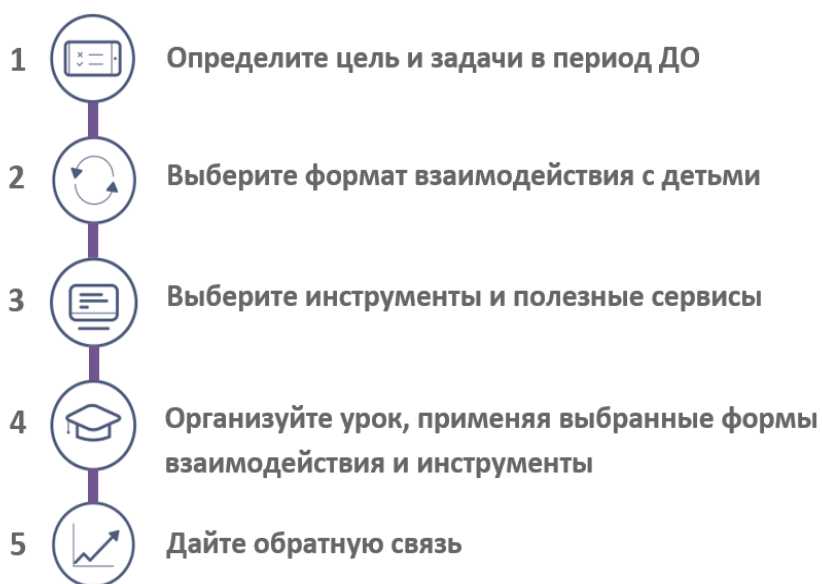 1 Определите цель и задачи в период ДО
2 Выберите формат взаимодействия с детьми
3 Выберите инструменты и полезные сервисы
4 Организуйте урок, применяя выбранные формы
взаимодействия и инструменты
5 Дайте обратную связь